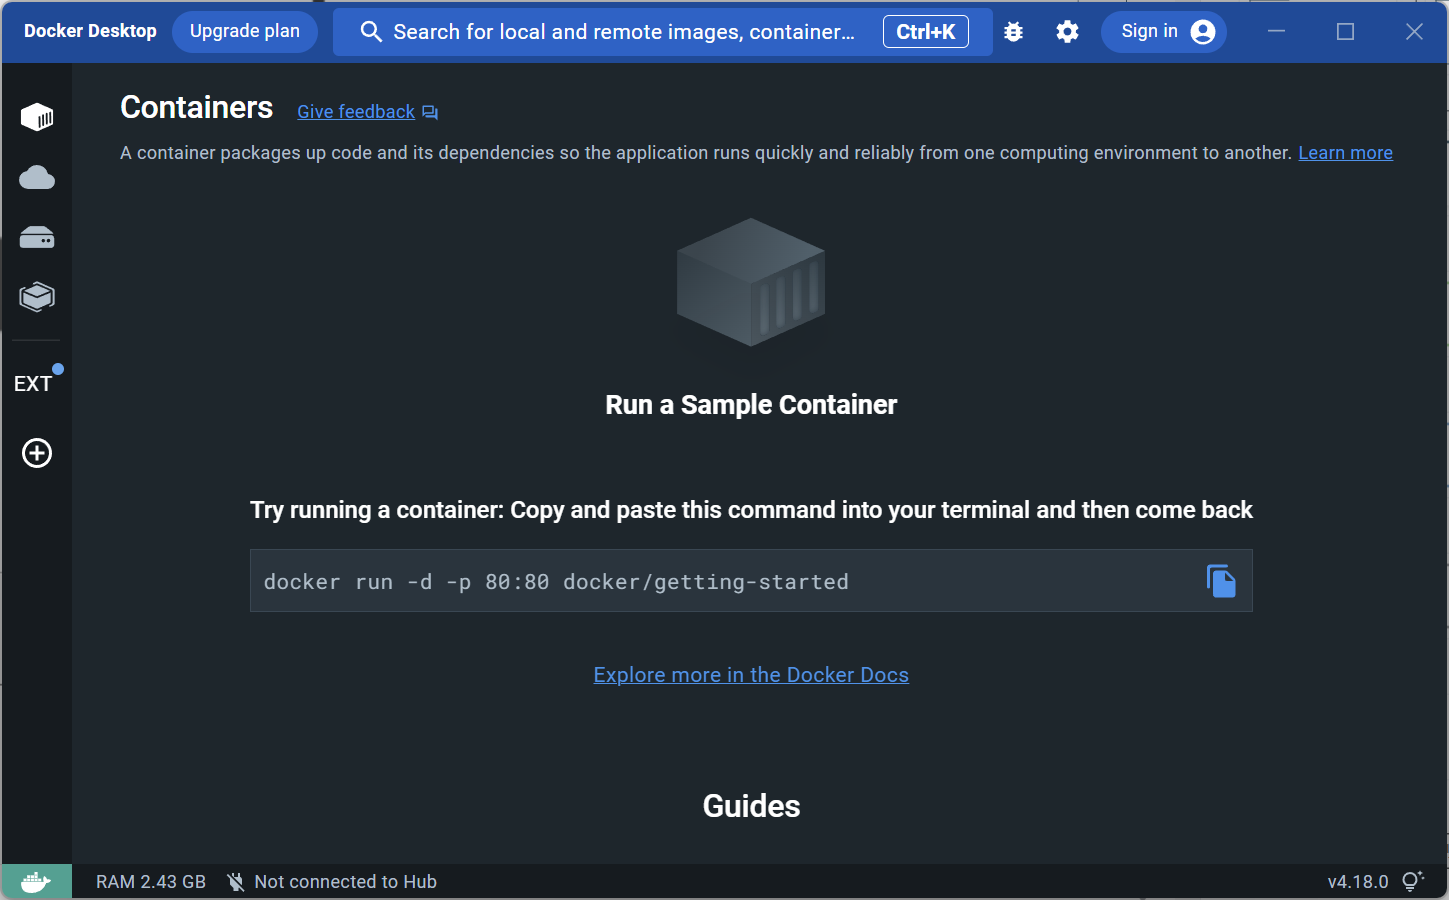 Docker Desktop
Upgrade plan
Search for local and remote images, container...
Ctrl+K
Sign in
Containers
Give feedback
A container packages up code and its dependencies so the application runs quickly and reliably from one computing environment to another. Learn more
EXT
Run a Sample Container
Try running a container: Copy and paste this command into your terminal and then come back
docker run -d -p 80:80 docker/getting-started
Explore more in the Docker Docs
Guides
RAM 2.43 GB
Not connected to Hub
v4.18.0